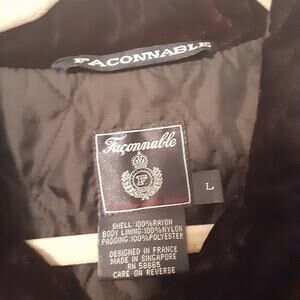 FACONNABLE
Façonnable
F
L
SHELL:100%RAYON
BODY LINING:100%NYLON
PADDING:100%POLYESTER
DESIGNED IN FRANCE
MADE IN SINGAPORE
RN 58665
CARE ON REVERSE